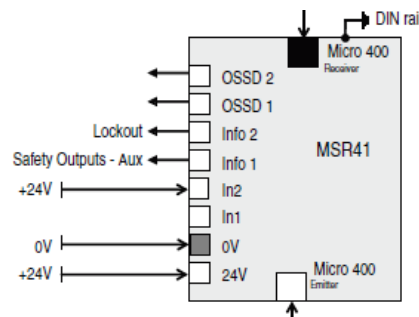 DIN rai
Micro 400
Receiver
OSSD 2
OSSD 1
Lockout
Info 2
MSR41
Safety Outputs - Aux
Info 1
+24V
In2
In1
0V
0V
+24V
24V
Micro 400
Emitter